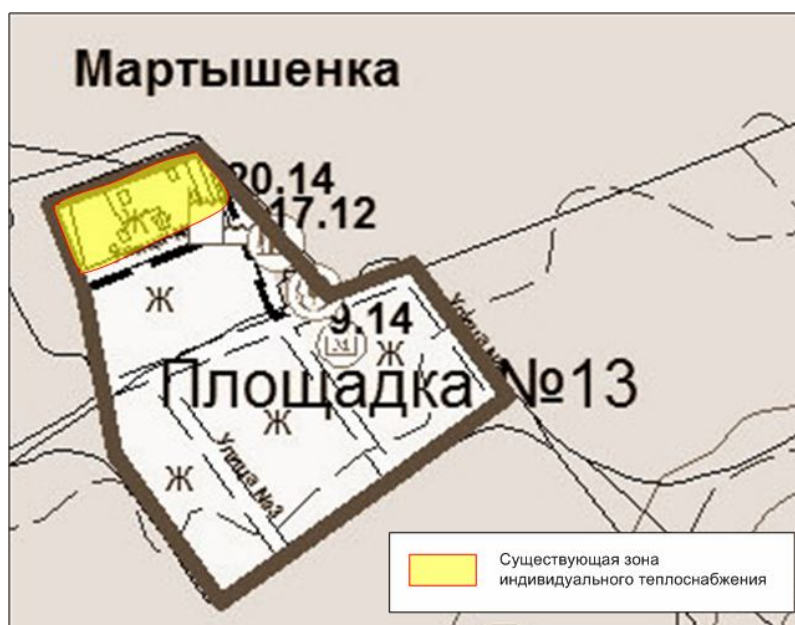 Мартышенка
20.14
17.12
Ж
Ж
9.14
Ж
Площадка №13
Ж
Ж
Улица №3
Существующая зона
индивидуального теплоснабжения